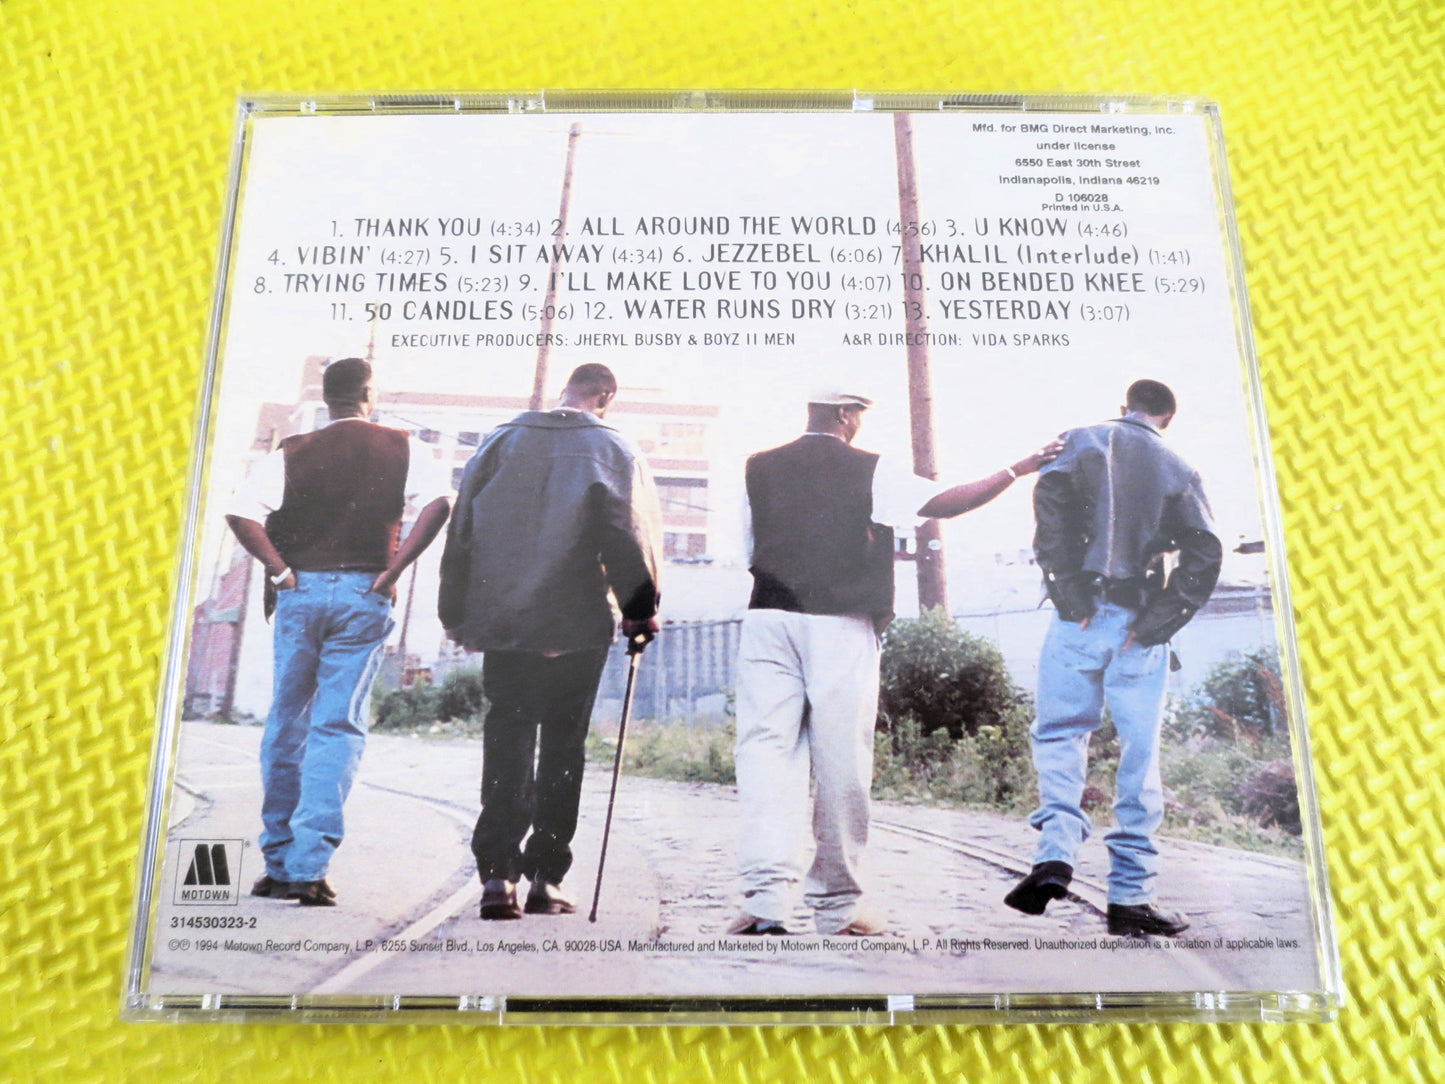 Mfd. for BMG Direct Marketing, Inc.
under license
6550 East 30th Street
Indianapolis, Indiana 46219
D 106028
Printed in U.S.A.
1. THANK YOU (4:34) 2. ALL AROUND THE WORLD (4:56) 3. U KNOW (4:46)
4. VIBIN' (4:27) 5. I SIT AWAY (4:34) 6. JEZZEBEL (6:06) 7. KHALIL (Interlude) (1:41)
8. TRYING TIMES (5:23) 9. I'LL MAKE LOVE TO YOU (4:07) 10. ON BENDED KNEE (5:29)
11. 50 CANDLES (5:06) 12. WATER RUNS DRY (3:21) 13. YESTERDAY (3:07)
EXECUTIVE PRODUCERS: JHERYL BUSBY & BOYZ II MEN A&R DIRECTION: VIDA SPARKS
MOTOWN®
314530323-2
©℗ 1994 Motown Record Company, L.P., 6255 Sunset Blvd., Los Angeles, CA. 90028-USA. Manufactured and Marketed by Motown Record Company, L.P. All Rights Reserved. Unauthorized duplication is a violation of applicable laws.